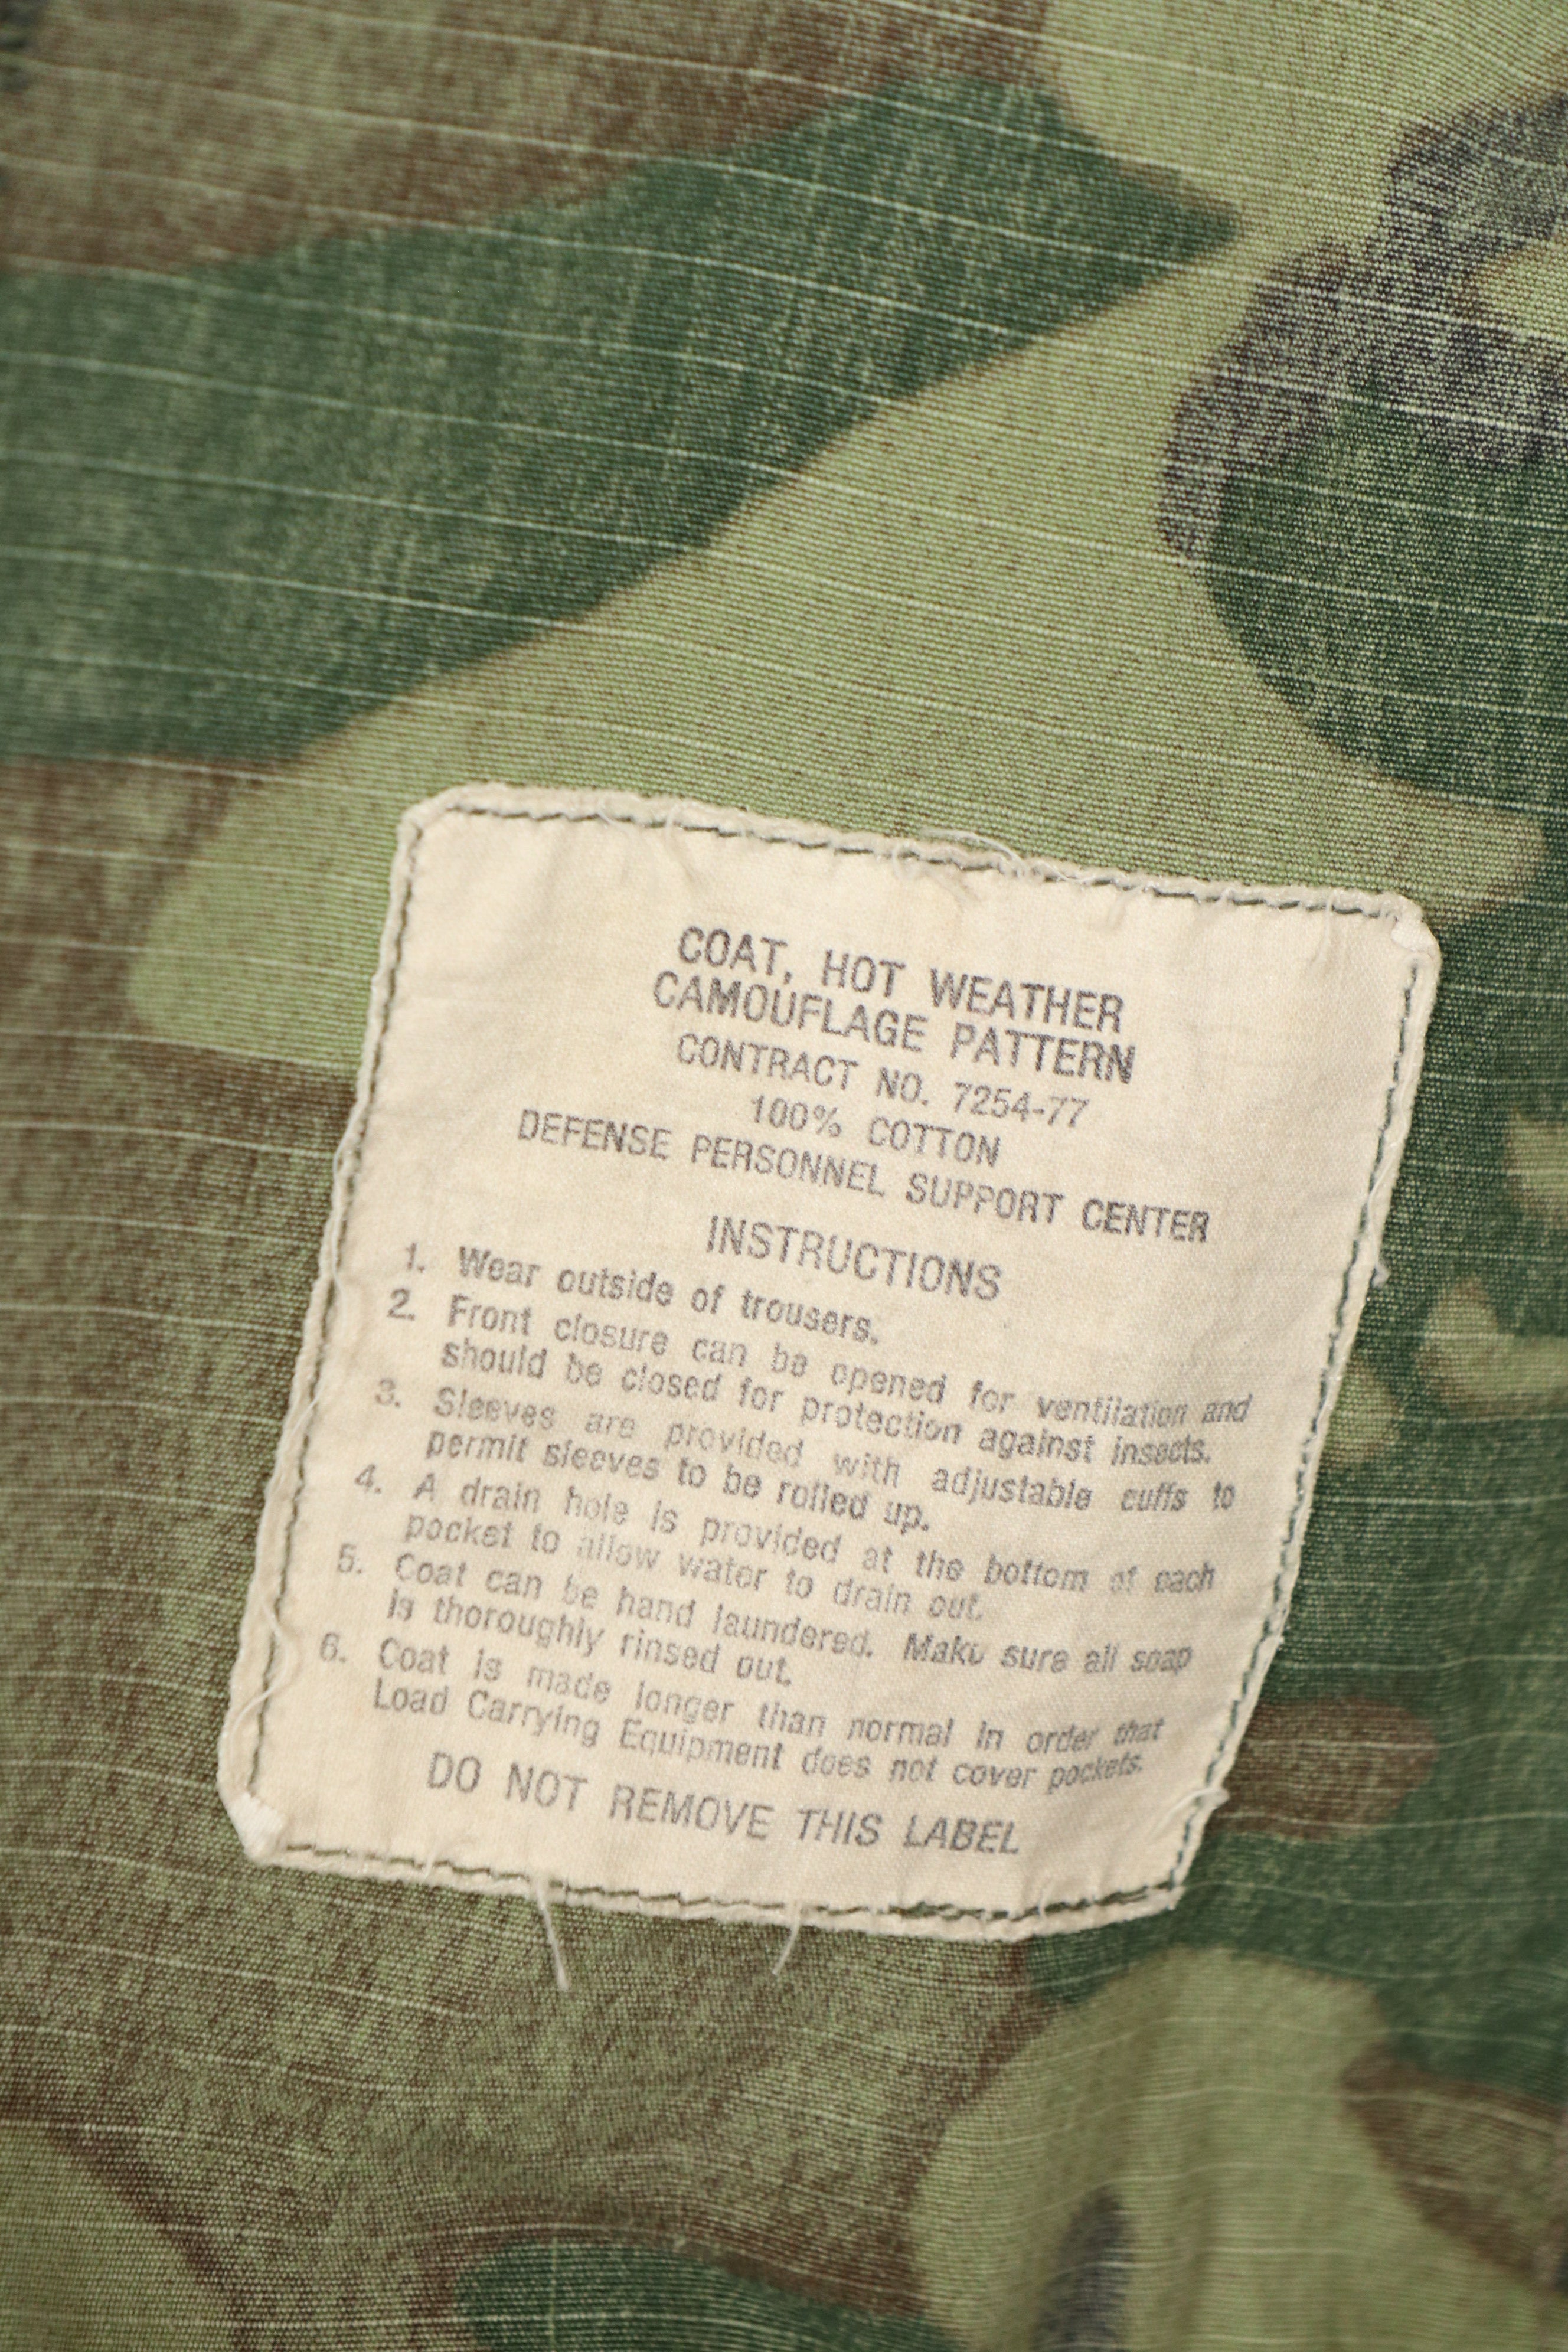 COAT, HOT WEATHER
CAMOUFLAGE PATTERN
CONTRACT NO. 7254-77
100% COTTON
DEFENSE PERSONNEL SUPPORT CENTER
INSTRUCTIONS
1. Wear outside of trousers.
2. Front closure can be opened for ventilation and
should be closed for protection against insects.
3. Sleeves are provided with adjustable cuffs to
permit sleeves to be rolled up.
4. A drain hole is provided at the bottom of each
pocket to allow water to drain out.
5. Coat can be hand laundered. Make sure all soap
is thoroughly rinsed out.
6. Coat is made longer than normal in order that
Load Carrying Equipment does not cover pockets.
DO NOT REMOVE THIS LABEL